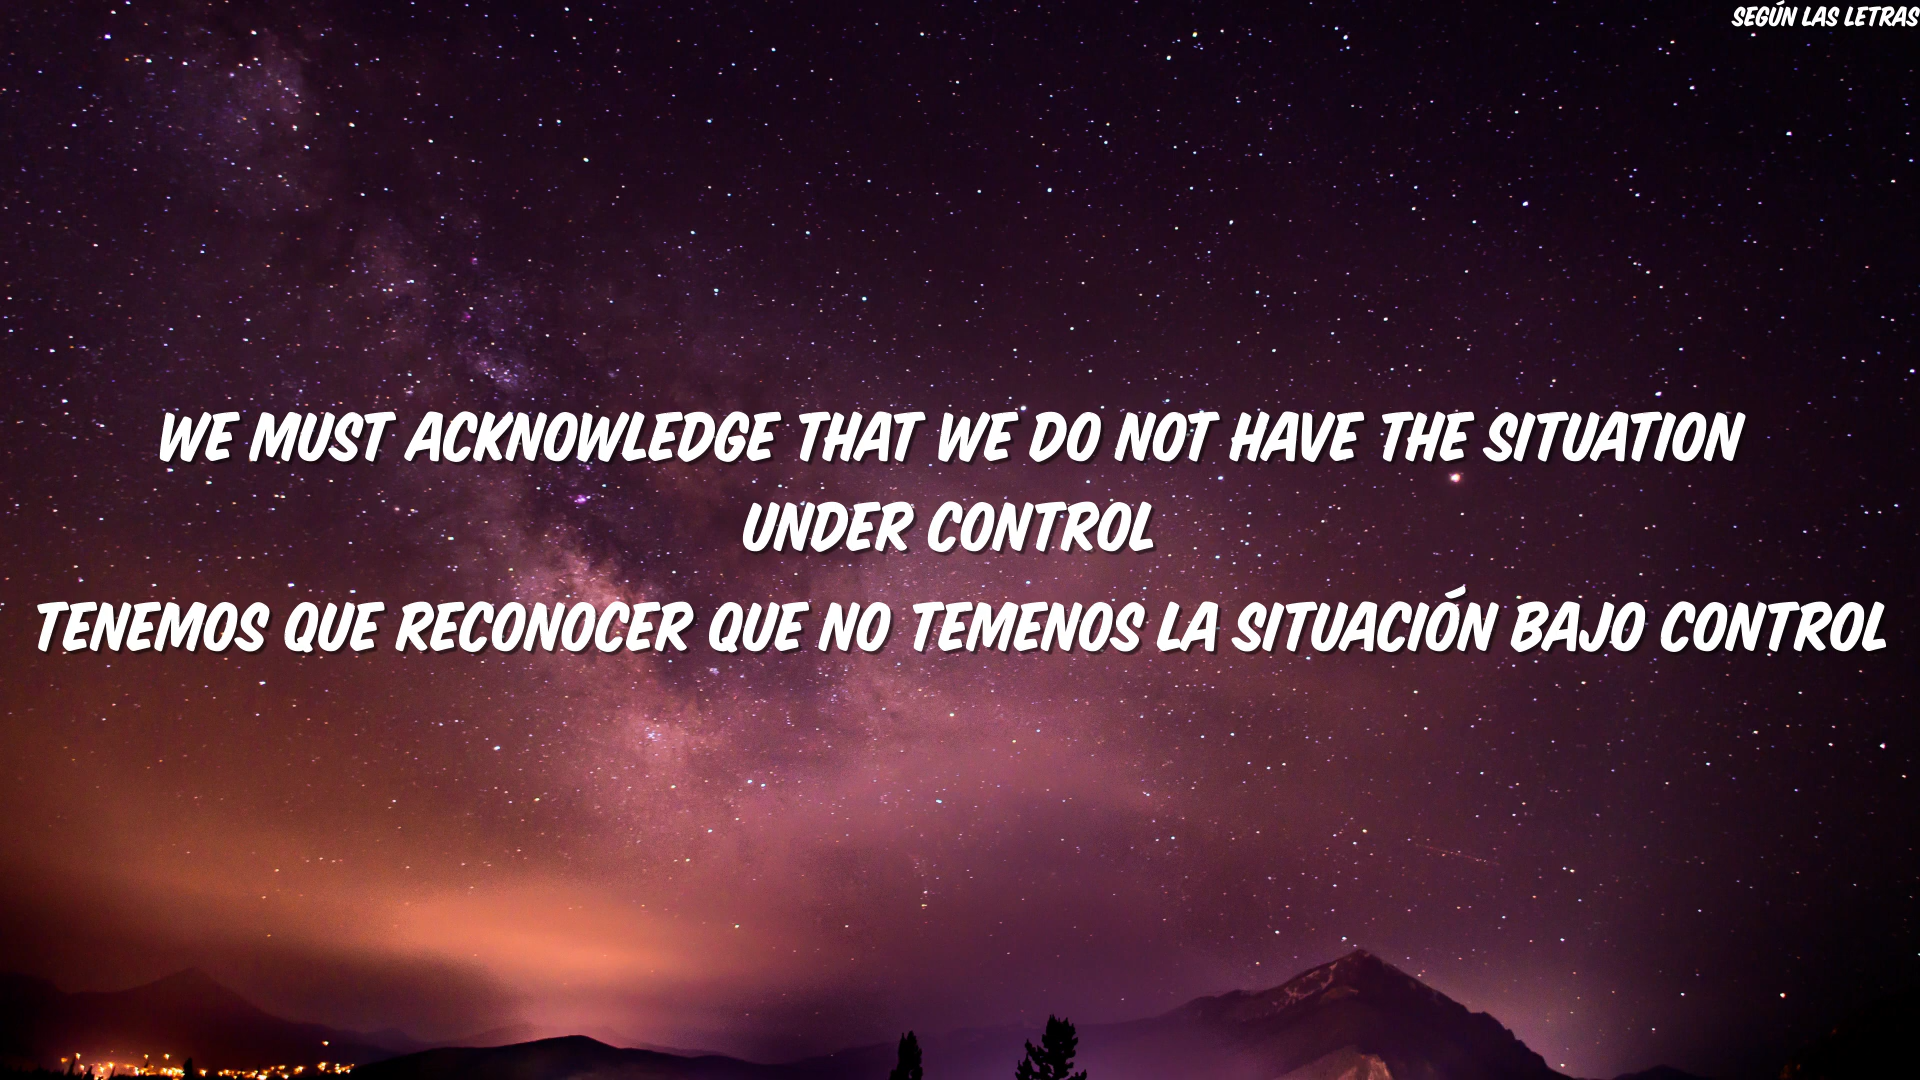 SEGÚN LAS LETRAS
WE MUST ACKNOWLEDGE THAT WE DO NOT HAVE THE SITUATION
UNDER CONTROL
TENEMOS QUE RECONOCER QUE NO TEMENOS LA SITUACIÓN BAJO CONTROL